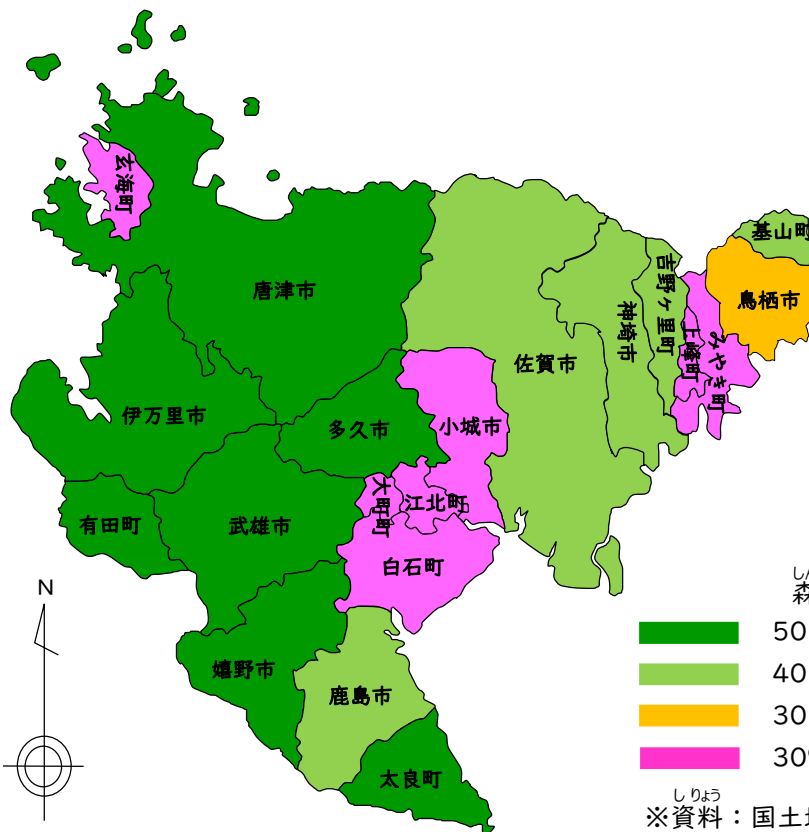 玄海町
唐津市
基山町
吉野ヶ里町
鳥栖市
神埼市
上峰町
みやき町
佐賀市
伊万里市
多久市
小城市
大町町
江北町
有田町
武雄市
白石町
嬉野市
鹿島市
太良町
N
森
50
40
30
30
しりょう
※資料：国土